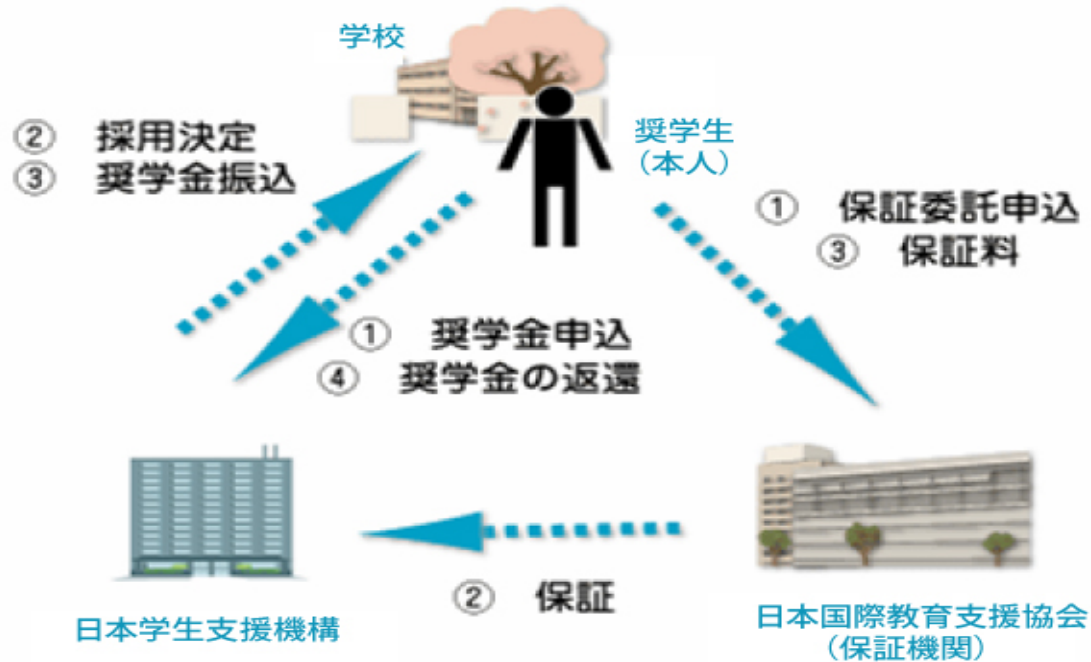 学校
② 採用決定
③ 奨学金振込
奨学生
(本人)
① 保証委託申込
③ 保証料
① 奨学金申込
④ 奨学金の返還
② 保証
日本学生支援機構
日本国際教育支援協会
(保証機関)